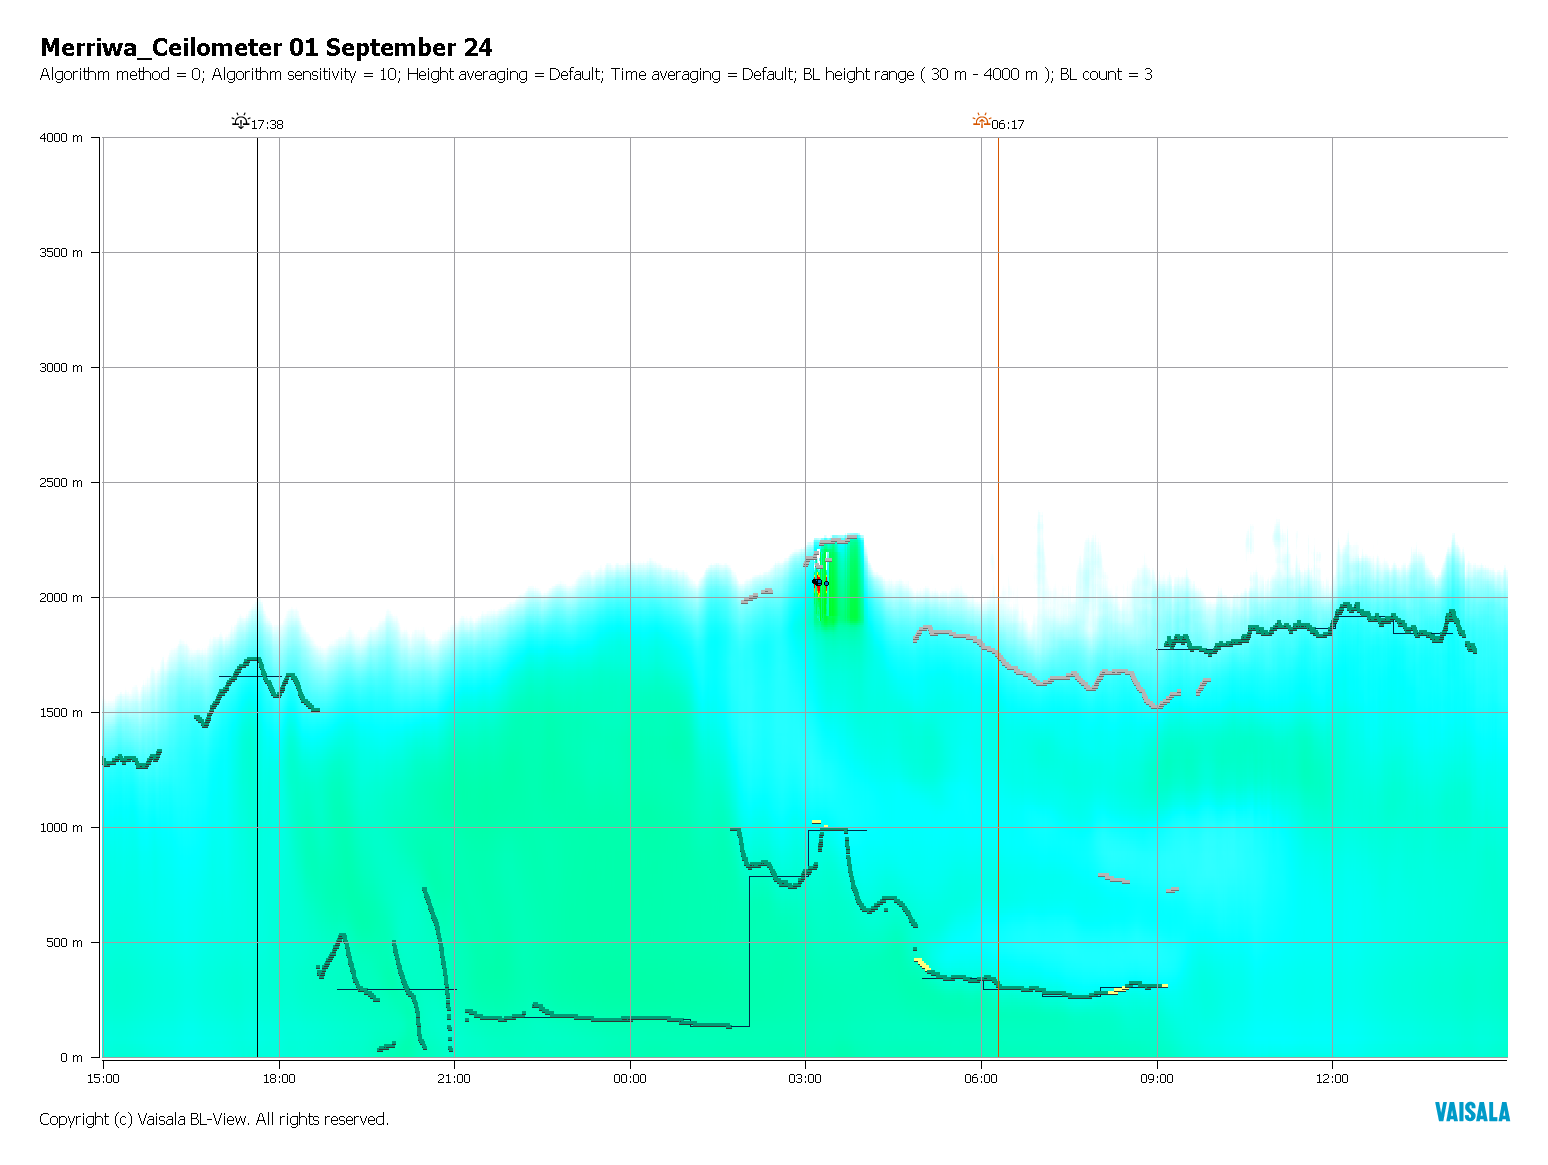 Merriwa_Ceilometer 01 September 24
Algorithm method = 0; Algorithm sensitivity = 10; Height averaging = Default; Time averaging = Default; BL height range ( 30 m - 4000 m ); BL count = 3
17:38
06:17
4000 m
3500 m
3000 m
2500 m
2000 m
1500 m
1000 m
500 m
0 m
15:00
18:00
21:00
00:00
03:00
06:00
09:00
12:00
Copyright (c) Vaisala BL-View. All rights reserved.
VAISALA